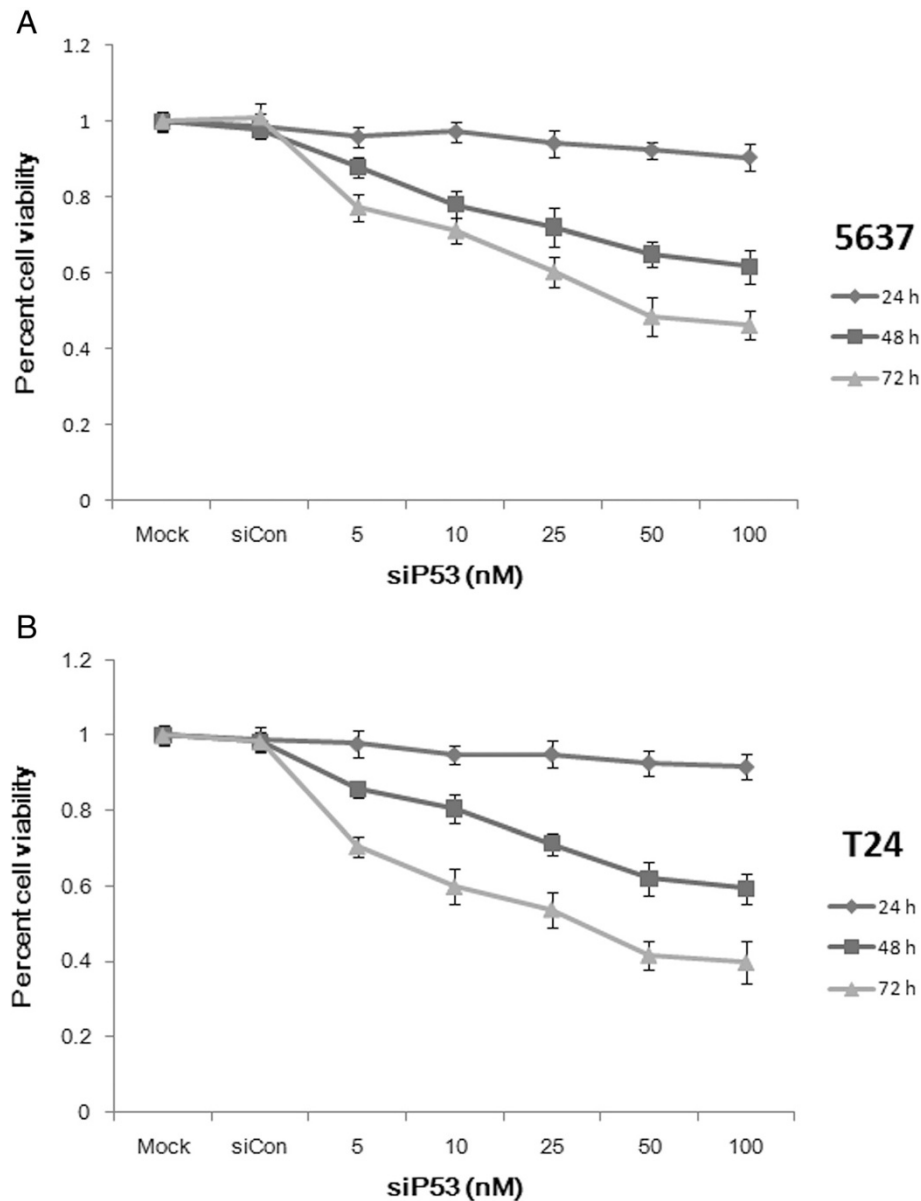 A
1.2
1
0.8
0.6
0.4
0.2
0
Percent cell viability
Mock siCon 5 10 25 50 100
siP53 (nM)
5637
24 h
48 h
72 h
B
1.2
1
0.8
0.6
0.4
0.2
0
Percent cell viability
Mock siCon 5 10 25 50 100
siP53 (nM)
T24
24 h
48 h
72 h